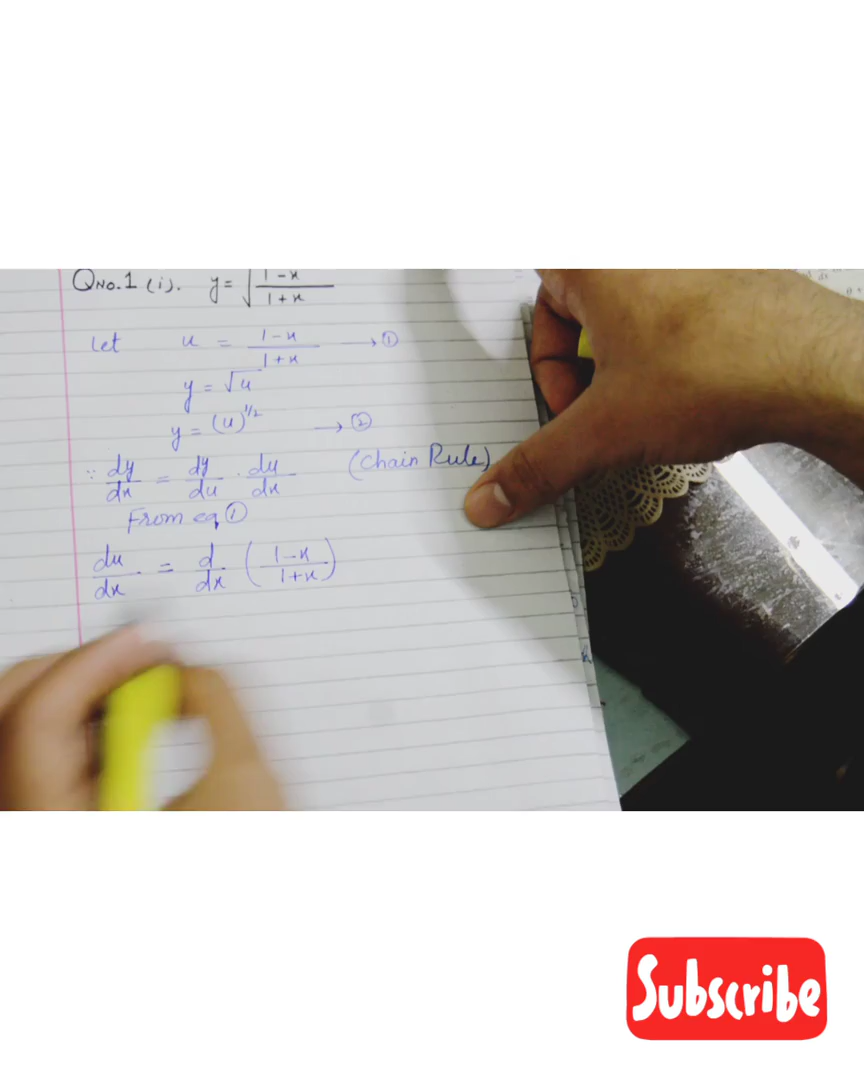 QNo.1 (i). y = √(1-x / 1+x)
Let u = 1-x / 1+x → ①
y = √u
y = (u)^1/2 → ②
∵ dy/dx = dy/du . du/dx (Chain Rule)
From eq ①
du/dx = d/dx (1-x / 1+x)
Subscribe